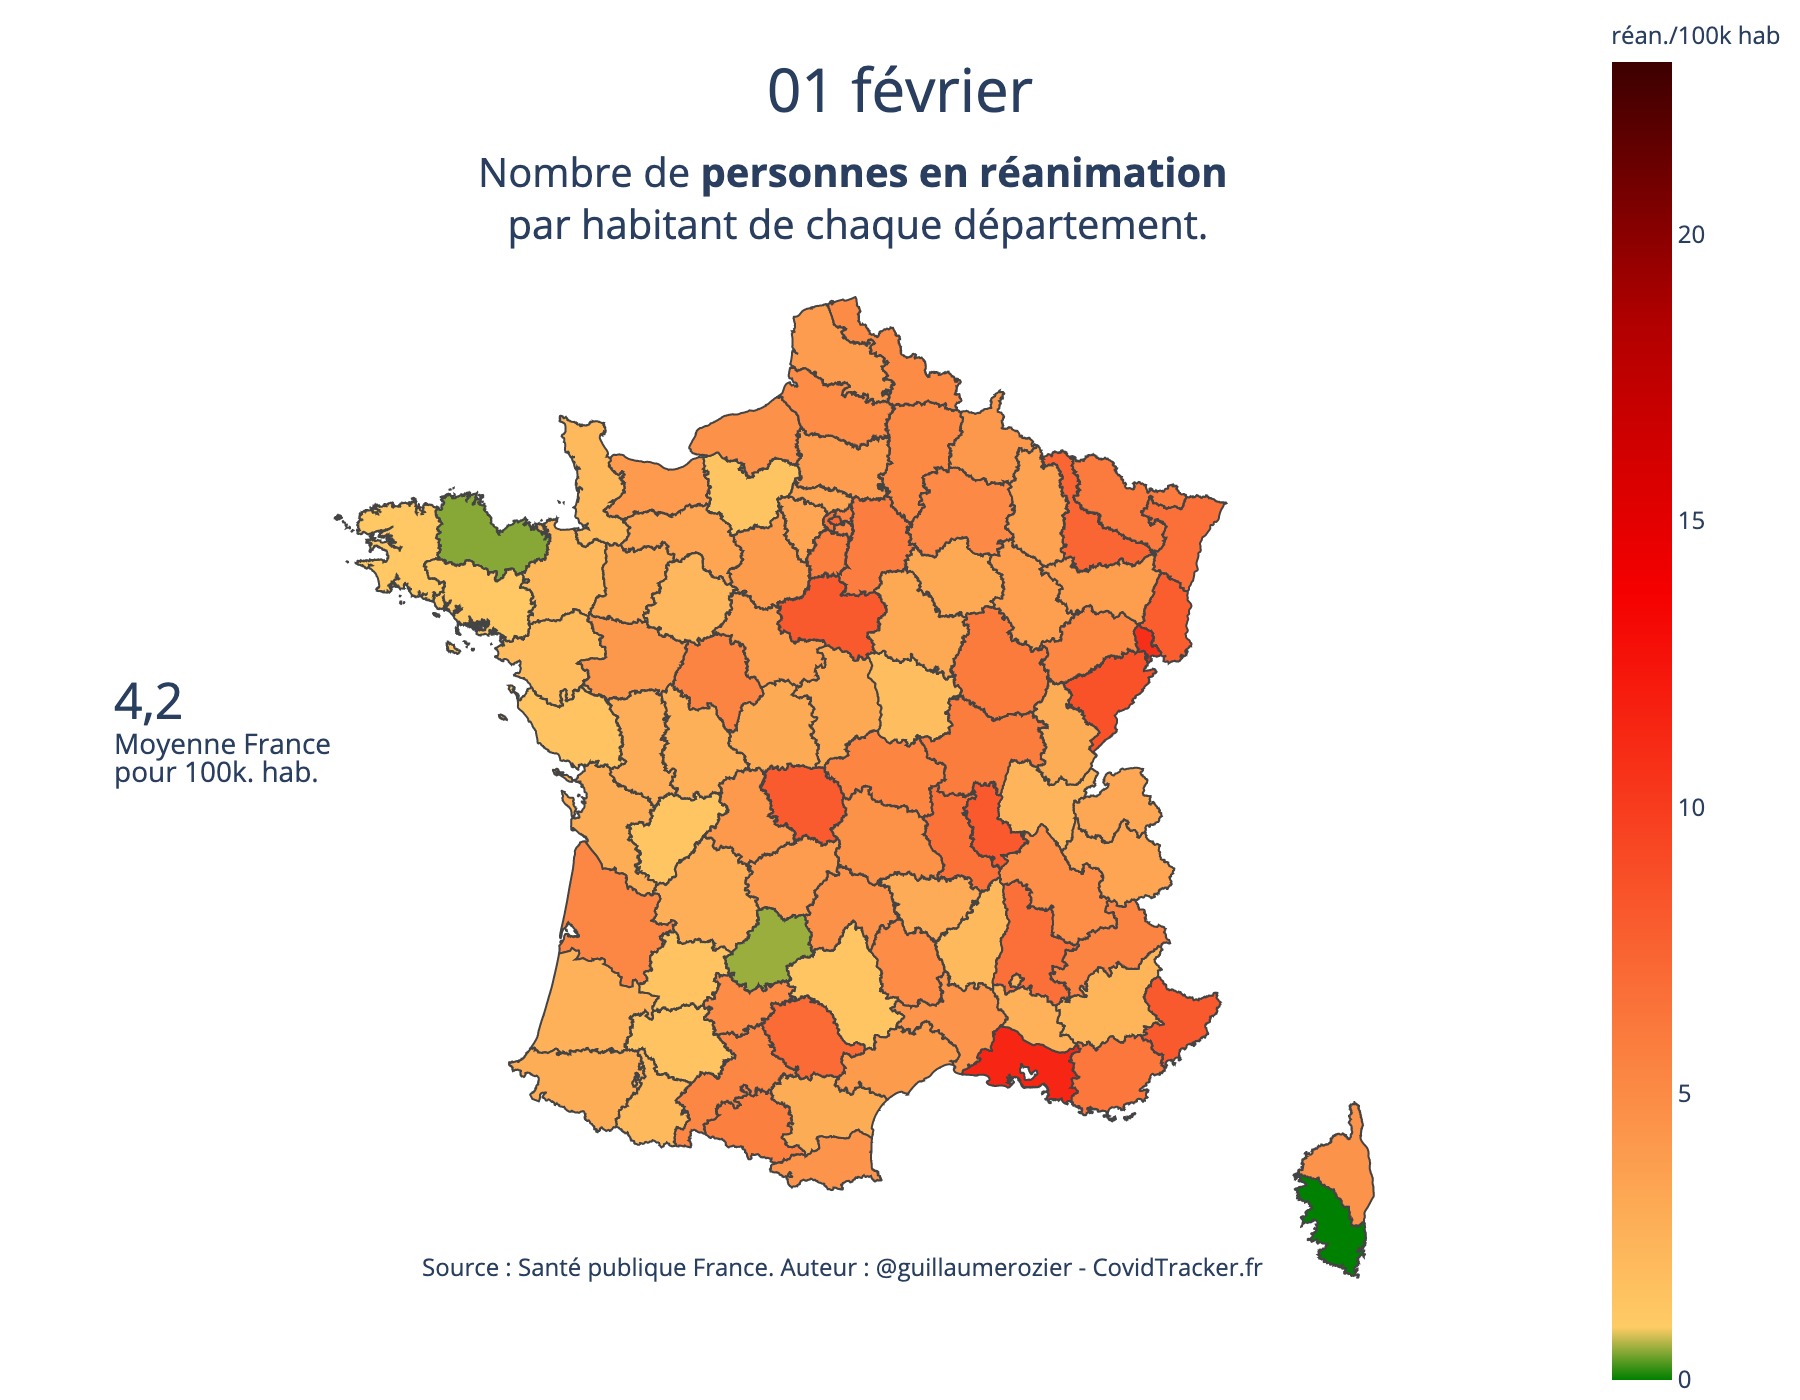 réan./100k hab
01 février
Nombre de personnes en réanimation
par habitant de chaque département.
20
15
10
5
0
4,2
Moyenne France
pour 100k. hab.
Source : Santé publique France. Auteur : @guillaumerozier - CovidTracker.fr